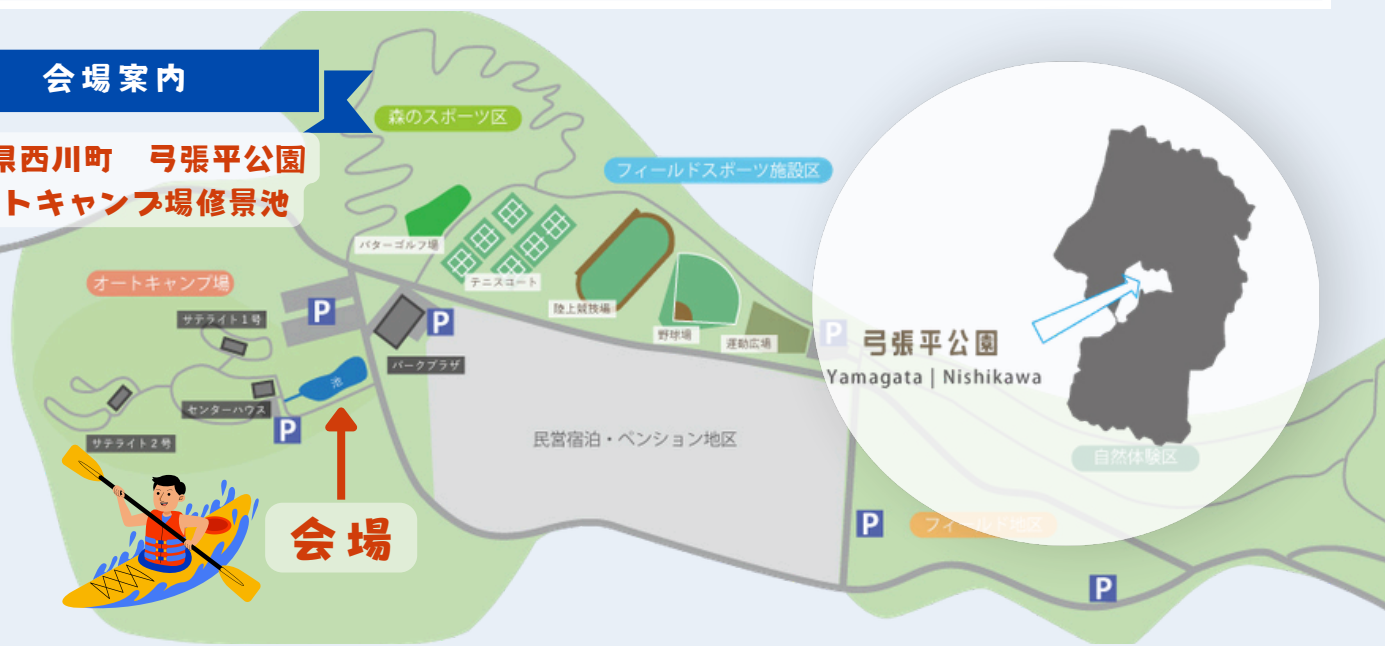 会場案内
県西川町 弓張平公園
トキャンプ場修景池
森のスポーツ区
フィールドスポーツ施設区
パターゴルフ場
テニスコート
陸上競技場
野球場
運動広場
オートキャンプ場
サテライト1号
P
P
パークプラザ
池
センターハウス
P
サテライト2号
民営宿泊・ペンション地区
会場
P
弓張平公園
Yamagata | Nishikawa
自然体験区
P
フィールド地区
P